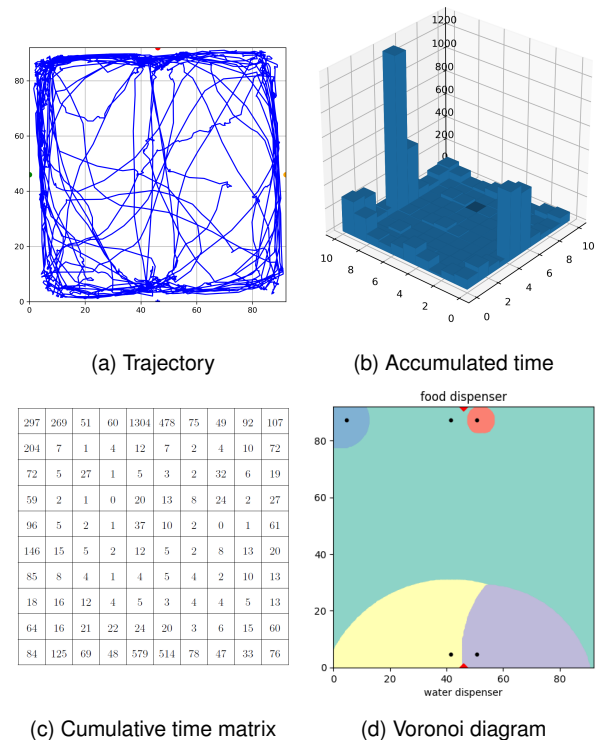 80
60
40
20
0
0 20 40 60 80
(a) Trajectory
1200
1000
800
600
400
200
0
10 8 6 4 2 0
0 2 4 6 8 10
(b) Accumulated time
297 269 51 60 1304 478 75 49 92 107
204 7 1 4 12 7 2 4 10 72
72 5 27 1 5 3 2 32 6 19
59 2 1 0 20 13 8 24 2 27
96 5 2 1 37 10 2 0 1 61
146 15 5 2 12 5 2 8 13 20
85 8 4 1 4 5 4 2 10 13
18 16 12 4 5 3 4 4 5 13
64 16 21 22 24 20 3 6 15 60
84 125 69 48 579 514 78 47 33 76
(c) Cumulative time matrix
food dispenser
80
60
40
20
0
0 20 40 60 80
water dispenser
(d) Voronoi diagram